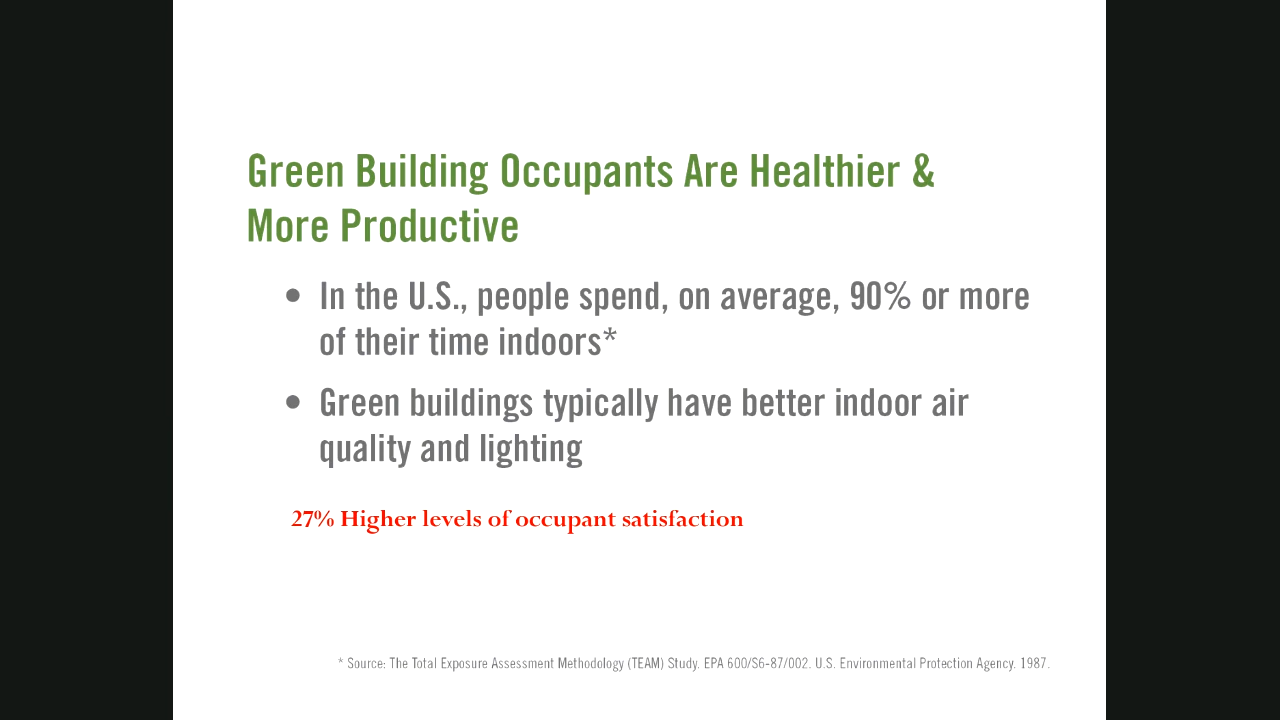 Green Building Occupants Are Healthier &
More Productive
• In the U.S., people spend, on average, 90% or more
of their time indoors*
• Green buildings typically have better indoor air
quality and lighting
27% Higher levels of occupant satisfaction
* Source: The Total Exposure Assessment Methodology (TEAM) Study. EPA 600/S6-87/002. U.S. Environmental Protection Agency. 1987.